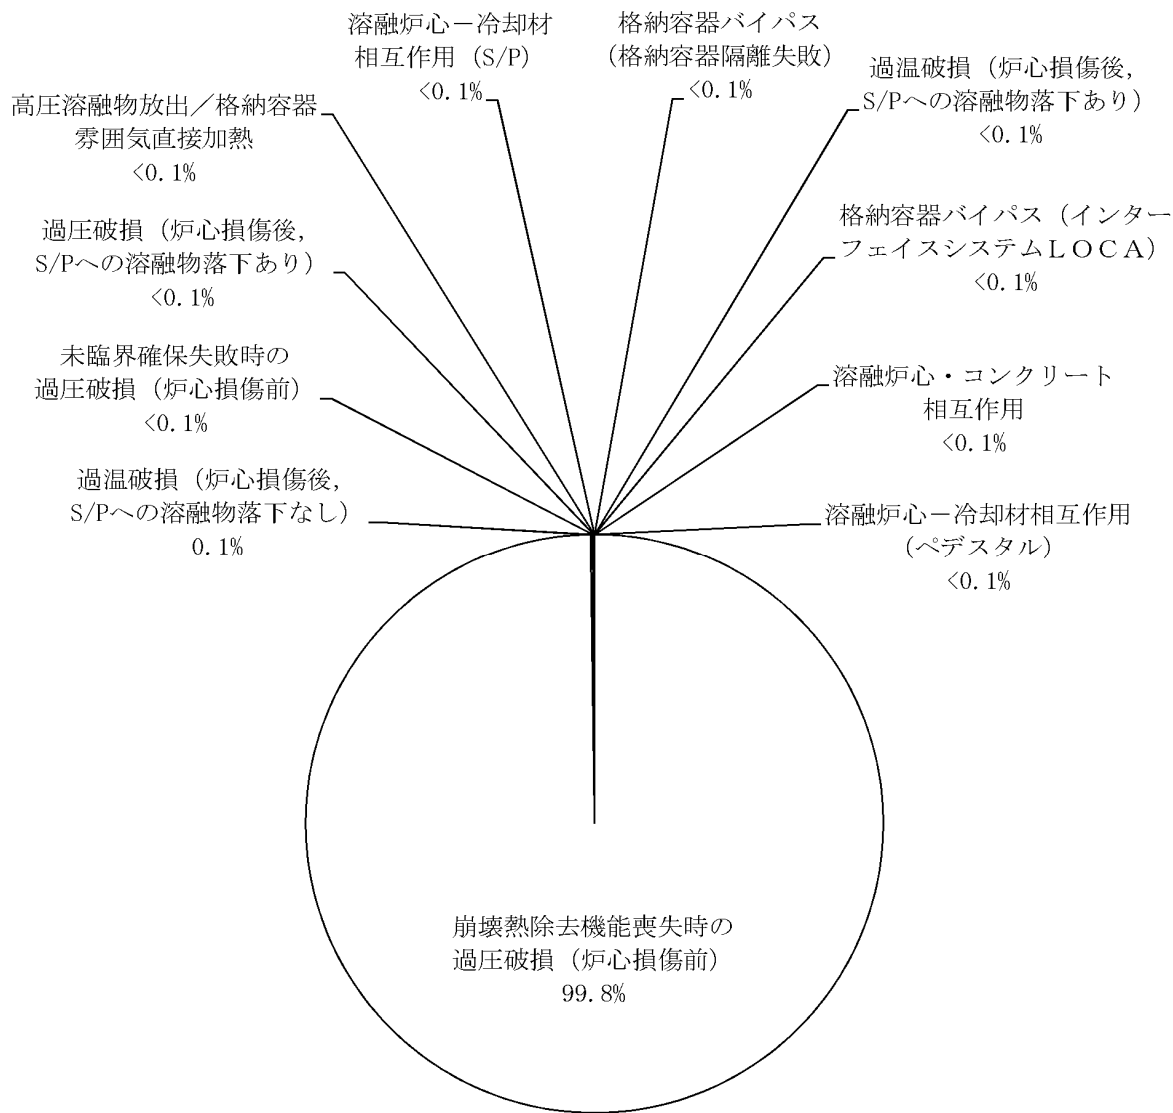 溶融炉心－冷却材
相互作用（S/P）
<0.1%
格納容器バイパス
（格納容器隔離失敗）
<0.1%
過温破損（炉心損傷後,
S/Pへの溶融物落下あり）
<0.1%
高圧溶融物放出／格納容器
雰囲気直接加熱
<0.1%
格納容器バイパス（インター
フェイスシステムＬＯＣＡ）
<0.1%
過圧破損（炉心損傷後,
S/Pへの溶融物落下あり）
<0.1%
未臨界確保失敗時の
過圧破損（炉心損傷前）
<0.1%
溶融炉心・コンクリート
相互作用
<0.1%
過温破損（炉心損傷後,
S/Pへの溶融物落下なし）
0.1%
溶融炉心－冷却材相互作用
（ペデスタル）
<0.1%
崩壊熱除去機能喪失時の
過圧破損（炉心損傷前）
99.8%